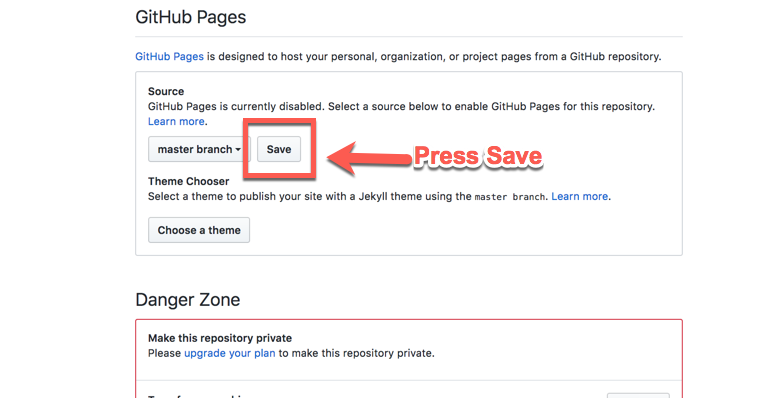 GitHub Pages
GitHub Pages is designed to host your personal, organization, or project pages from a GitHub repository.
Source
GitHub Pages is currently disabled. Select a source below to enable GitHub Pages for this repository.
Learn more.
master branch Save Press Save
Theme Chooser
Select a theme to publish your site with a Jekyll theme using the master branch. Learn more.
Choose a theme
Danger Zone
Make this repository private
Please upgrade your plan to make this repository private.